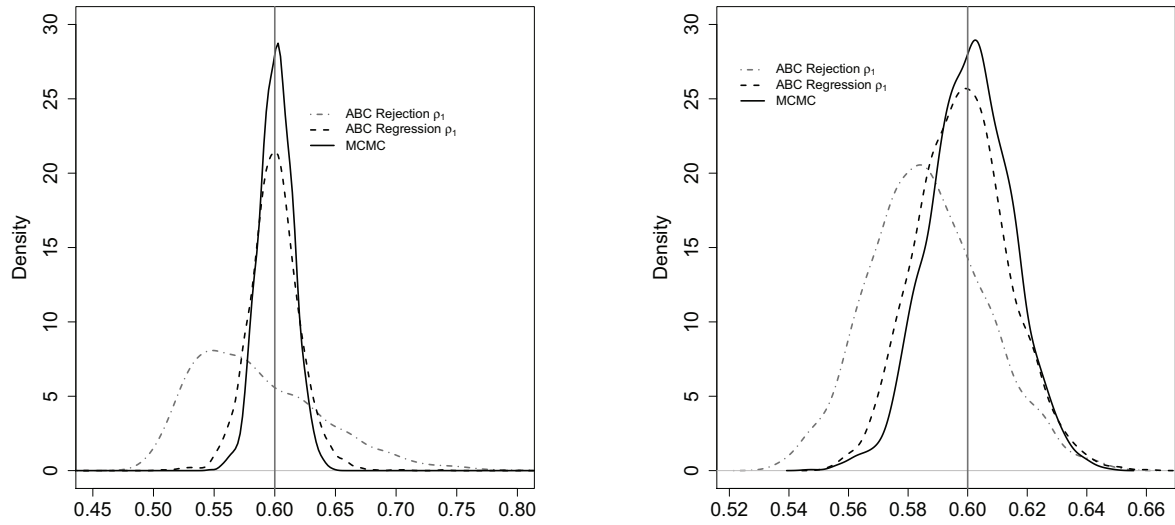 30
25
20
15
10
5
0
Density
ABC Rejection ρ1
ABC Regression ρ1
MCMC
0.45 0.50 0.55 0.60 0.65 0.70 0.75 0.80
30
25
20
15
10
5
0
Density
ABC Rejection ρ1
ABC Regression ρ1
MCMC
0.52 0.54 0.56 0.58 0.60 0.62 0.64 0.66